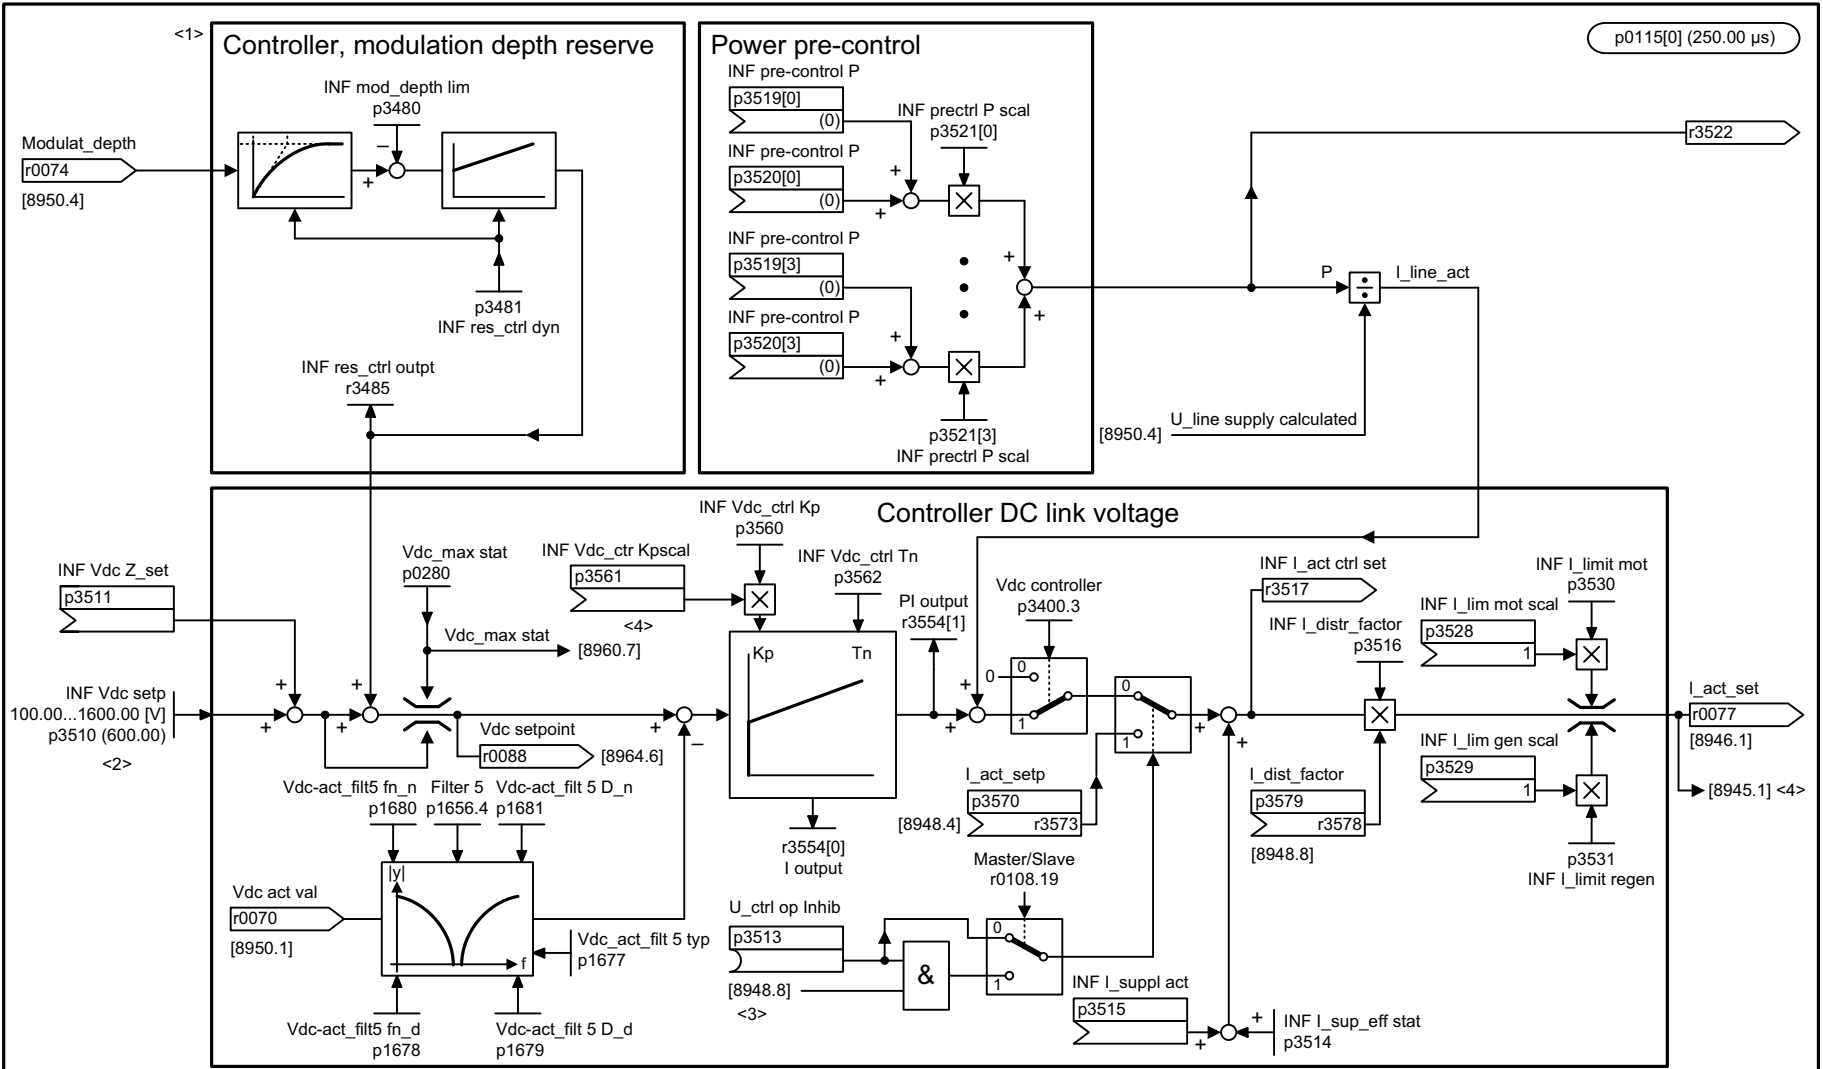 <1>
Controller, modulation depth reserve
INF mod_depth lim
p3480
–
+
Modulat_depth
r0074
[8950.4]
p3481
INF res_ctrl dyn
INF res_ctrl outpt
r3485
Power pre-control
INF pre-control P
p3519[0]
(0)
INF prectrl P scal
p3521[0]
INF pre-control P
p3520[0]
(0)
+
+
INF pre-control P
p3519[3]
(0)
INF pre-control P
p3520[3]
(0)
+
+
+
+
p3521[3]
INF prectrl P scal
p0115[0] (250.00 µs)
r3522
P
÷
I_line_act
U_line supply calculated
[8950.4]
Controller DC link voltage
INF Vdc Z_set
p3511
INF Vdc setp
100.00...1600.00 [V]
p3510 (600.00)
<2>
+
+
+
+
Vdc_max stat
p0280
Vdc_max stat
[8960.7]
Vdc setpoint
r0088
[8964.6]
INF Vdc_ctr Kpscal
p3561
<4>
INF Vdc_ctrl Kp
p3560
INF Vdc_ctrl Tn
p3562
Kp
Tn
+
–
r3554[0]
I output
PI output
r3554[1]
+
+
Vdc controller
p3400.3
0
0
1
0
1
I_act_setp
p3570
r3573
[8948.4]
+
+
INF I_act ctrl set
r3517
INF I_distr_factor
p3516
I_dist_factor
p3579
r3578
[8948.8]
INF I_limit mot
p3530
INF I_lim mot scal
p3528
1
INF I_lim gen scal
p3529
1
p3531
INF I_limit regen
I_act_set
r0077
[8946.1]
[8945.1] <4>
Vdc-act_filt5 fn_n
p1680
Filter 5
p1656.4
Vdc-act_filt 5 D_n
p1681
|y|
f
Vdc act val
r0070
[8950.1]
Vdc_act_filt 5 typ
p1677
Vdc-act_filt5 fn_d
p1678
Vdc-act_filt 5 D_d
p1679
U_ctrl op Inhib
p3513
[8948.8]
<3>
&
Master/Slave
r0108.19
0
1
INF I_suppl act
p3515
+
+
INF I_sup_eff stat
p3514